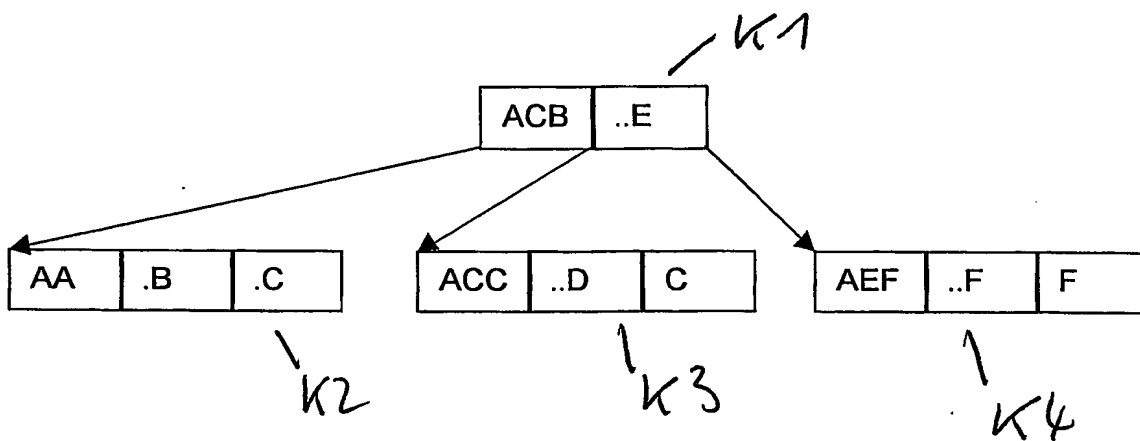 K1
ACB ..E
AA .B .C ACC ..D C AEF ..F F
K2 K3 K4